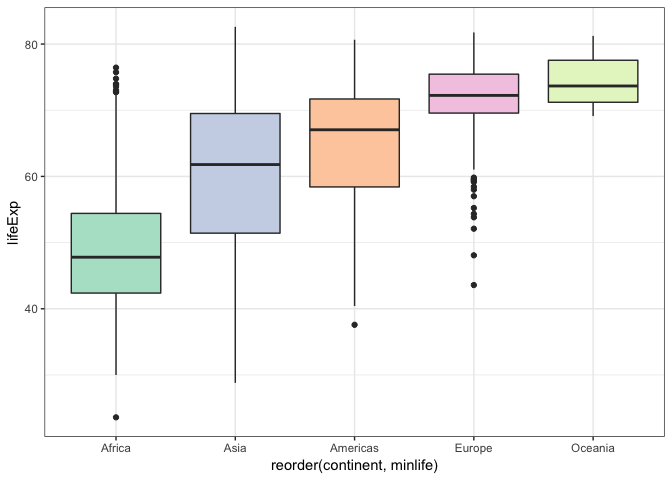 lifeExp
80
60
40
Africa Asia Americas Europe Oceania
reorder(continent, minlife)